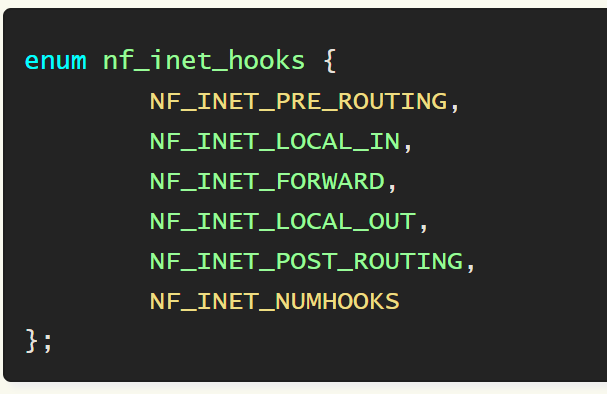 enum nf_inet_hooks {
NF_INET_PRE_ROUTING,
NF_INET_LOCAL_IN,
NF_INET_FORWARD,
NF_INET_LOCAL_OUT,
NF_INET_POST_ROUTING,
NF_INET_NUMHOOKS
};